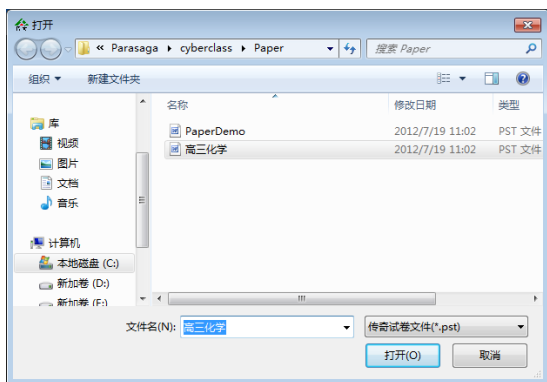 打开
« Parasaga ▸ cyberclass ▸ Paper
搜索 Paper
组织 新建文件夹
名称 修改日期 类型
PaperDemo 2012/7/19 11:02 PST 文件
高三化学 2012/7/19 11:02 PST 文件
库
视频
图片
文档
音乐
计算机
本地磁盘 (C:)
新加卷 (D:)
新加卷 (E:)
文件名(N): 高三化学 传奇试卷文件(*.pst)
打开(O) 取消